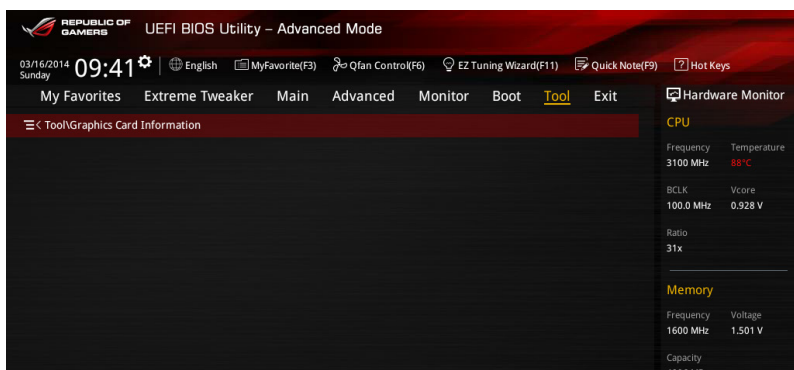 REPUBLIC OF
GAMERS
UEFI BIOS Utility – Advanced Mode
03/16/2014
Sunday
09:41
English
MyFavorite(F3)
Qfan Control(F6)
EZ Tuning Wizard(F11)
Quick Note(F9)
? Hot Keys
My Favorites Extreme Tweaker Main Advanced Monitor Boot Tool Exit
Hardware Monitor
< Tool\Graphics Card Information
CPU
Frequency Temperature
3100 MHz 88°C
BCLK Vcore
100.0 MHz 0.928 V
Ratio
31x
Memory
Frequency Voltage
1600 MHz 1.501 V
Capacity